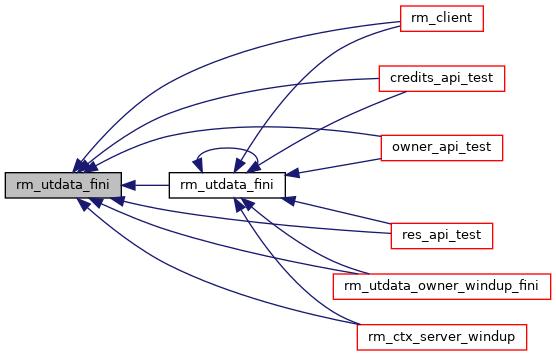 rm_client
credits_api_test
owner_api_test
rm_utdata_fini
rm_utdata_fini
res_api_test
rm_utdata_owner_windup_fini
rm_ctx_server_windup